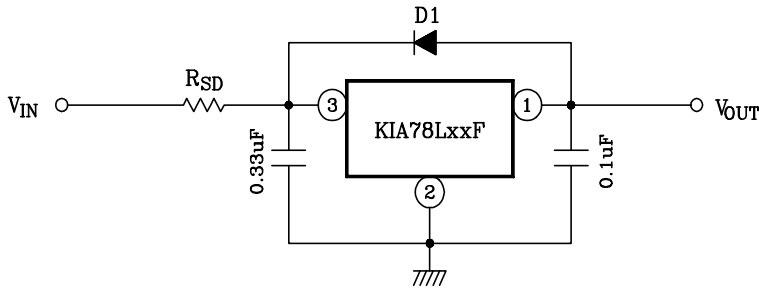 D1
RSD
VIN
3
KIA78LxxF
1
VOUT
0.33uF
2
0.1uF